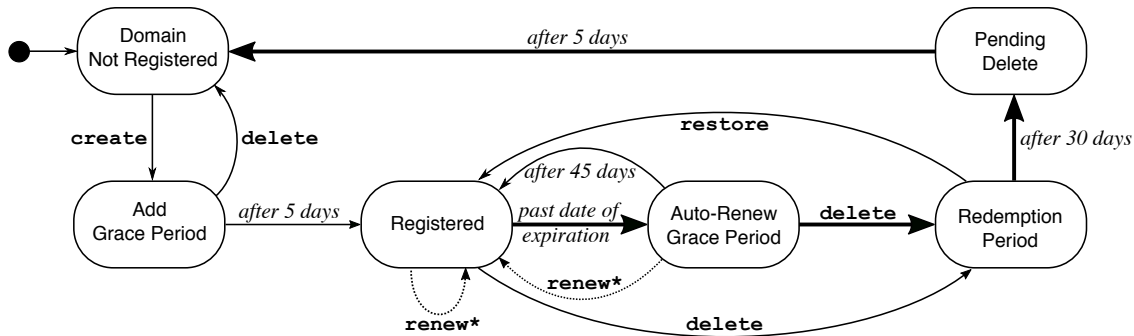 Domain
Not Registered
after 5 days
Pending
Delete
create
delete
restore
after 30 days
Add
Grace Period
after 5 days
Registered
after 45 days
past date of
expiration
Auto-Renew
Grace Period
delete
Redemption
Period
renew*
renew*
delete